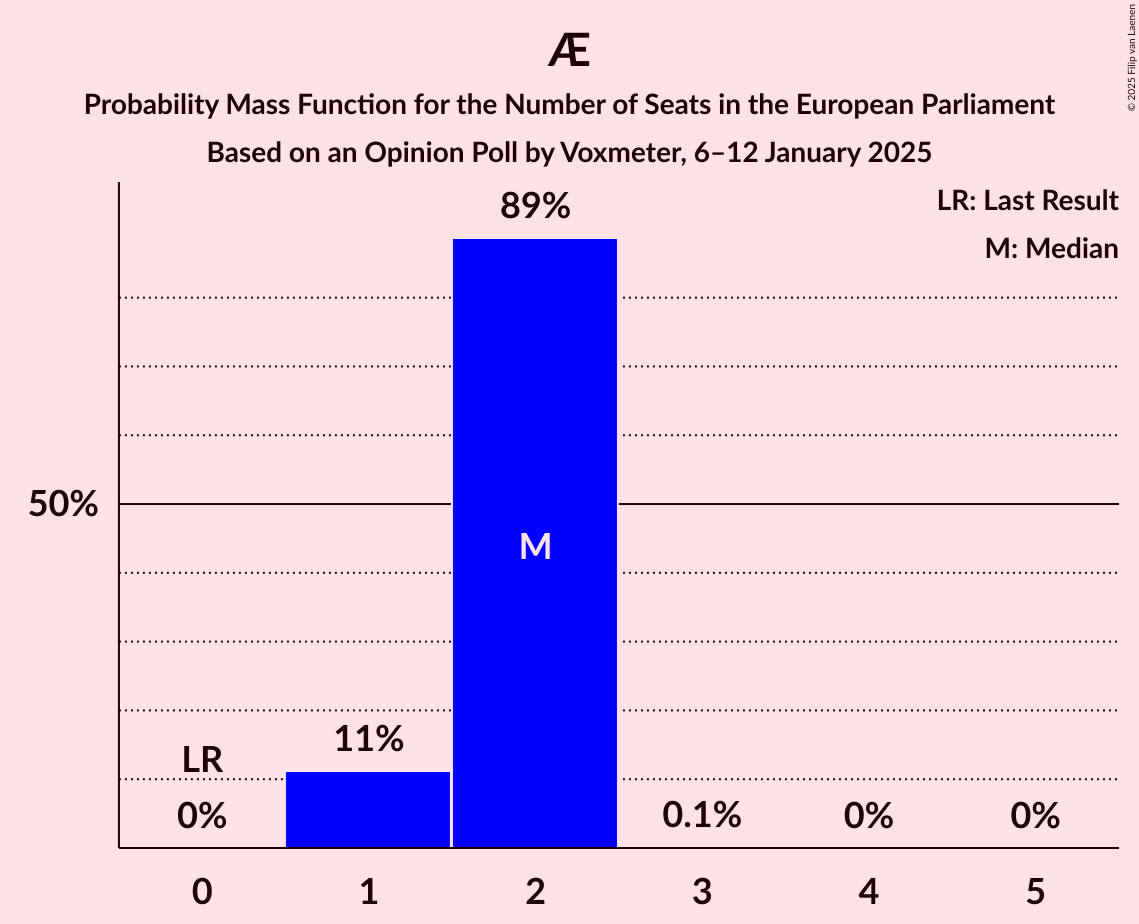 Æ
Probability Mass Function for the Number of Seats in the European Parliament
Based on an Opinion Poll by Voxmeter, 6–12 January 2025
© 2025 Filip van Laenen
LR: Last Result
M: Median
89%
50%
M
11%
LR
0%
0.1%
0%
0%
0
1
2
3
4
5